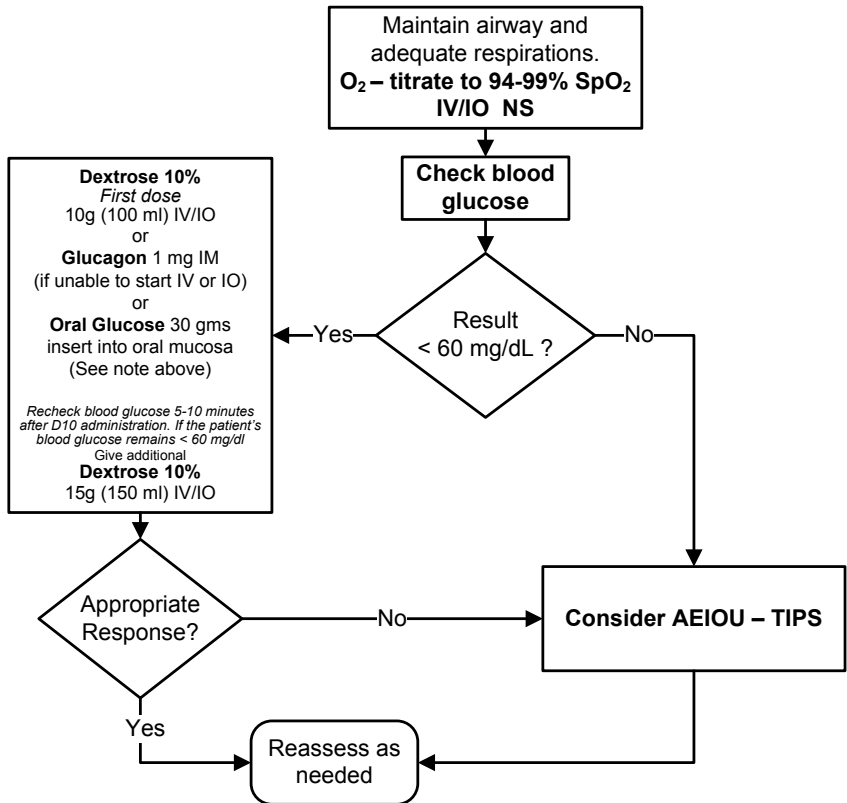 Maintain airway and
adequate respirations.
O₂ – titrate to 94-99% SpO₂
IV/IO  NS
Check blood
glucose
Result
< 60 mg/dL ?
Yes
No
Dextrose 10%
First dose
10g (100 ml) IV/IO
or
Glucagon 1 mg IM
(if unable to start IV or IO)
or
Oral Glucose 30 gms
insert into oral mucosa
(See note above)
Recheck blood glucose 5-10 minutes
after D10 administration. If the patient's
blood glucose remains < 60 mg/dl
Give additional
Dextrose 10%
15g (150 ml) IV/IO
Appropriate
Response?
No
Consider AEIOU – TIPS
Yes
Reassess as
needed